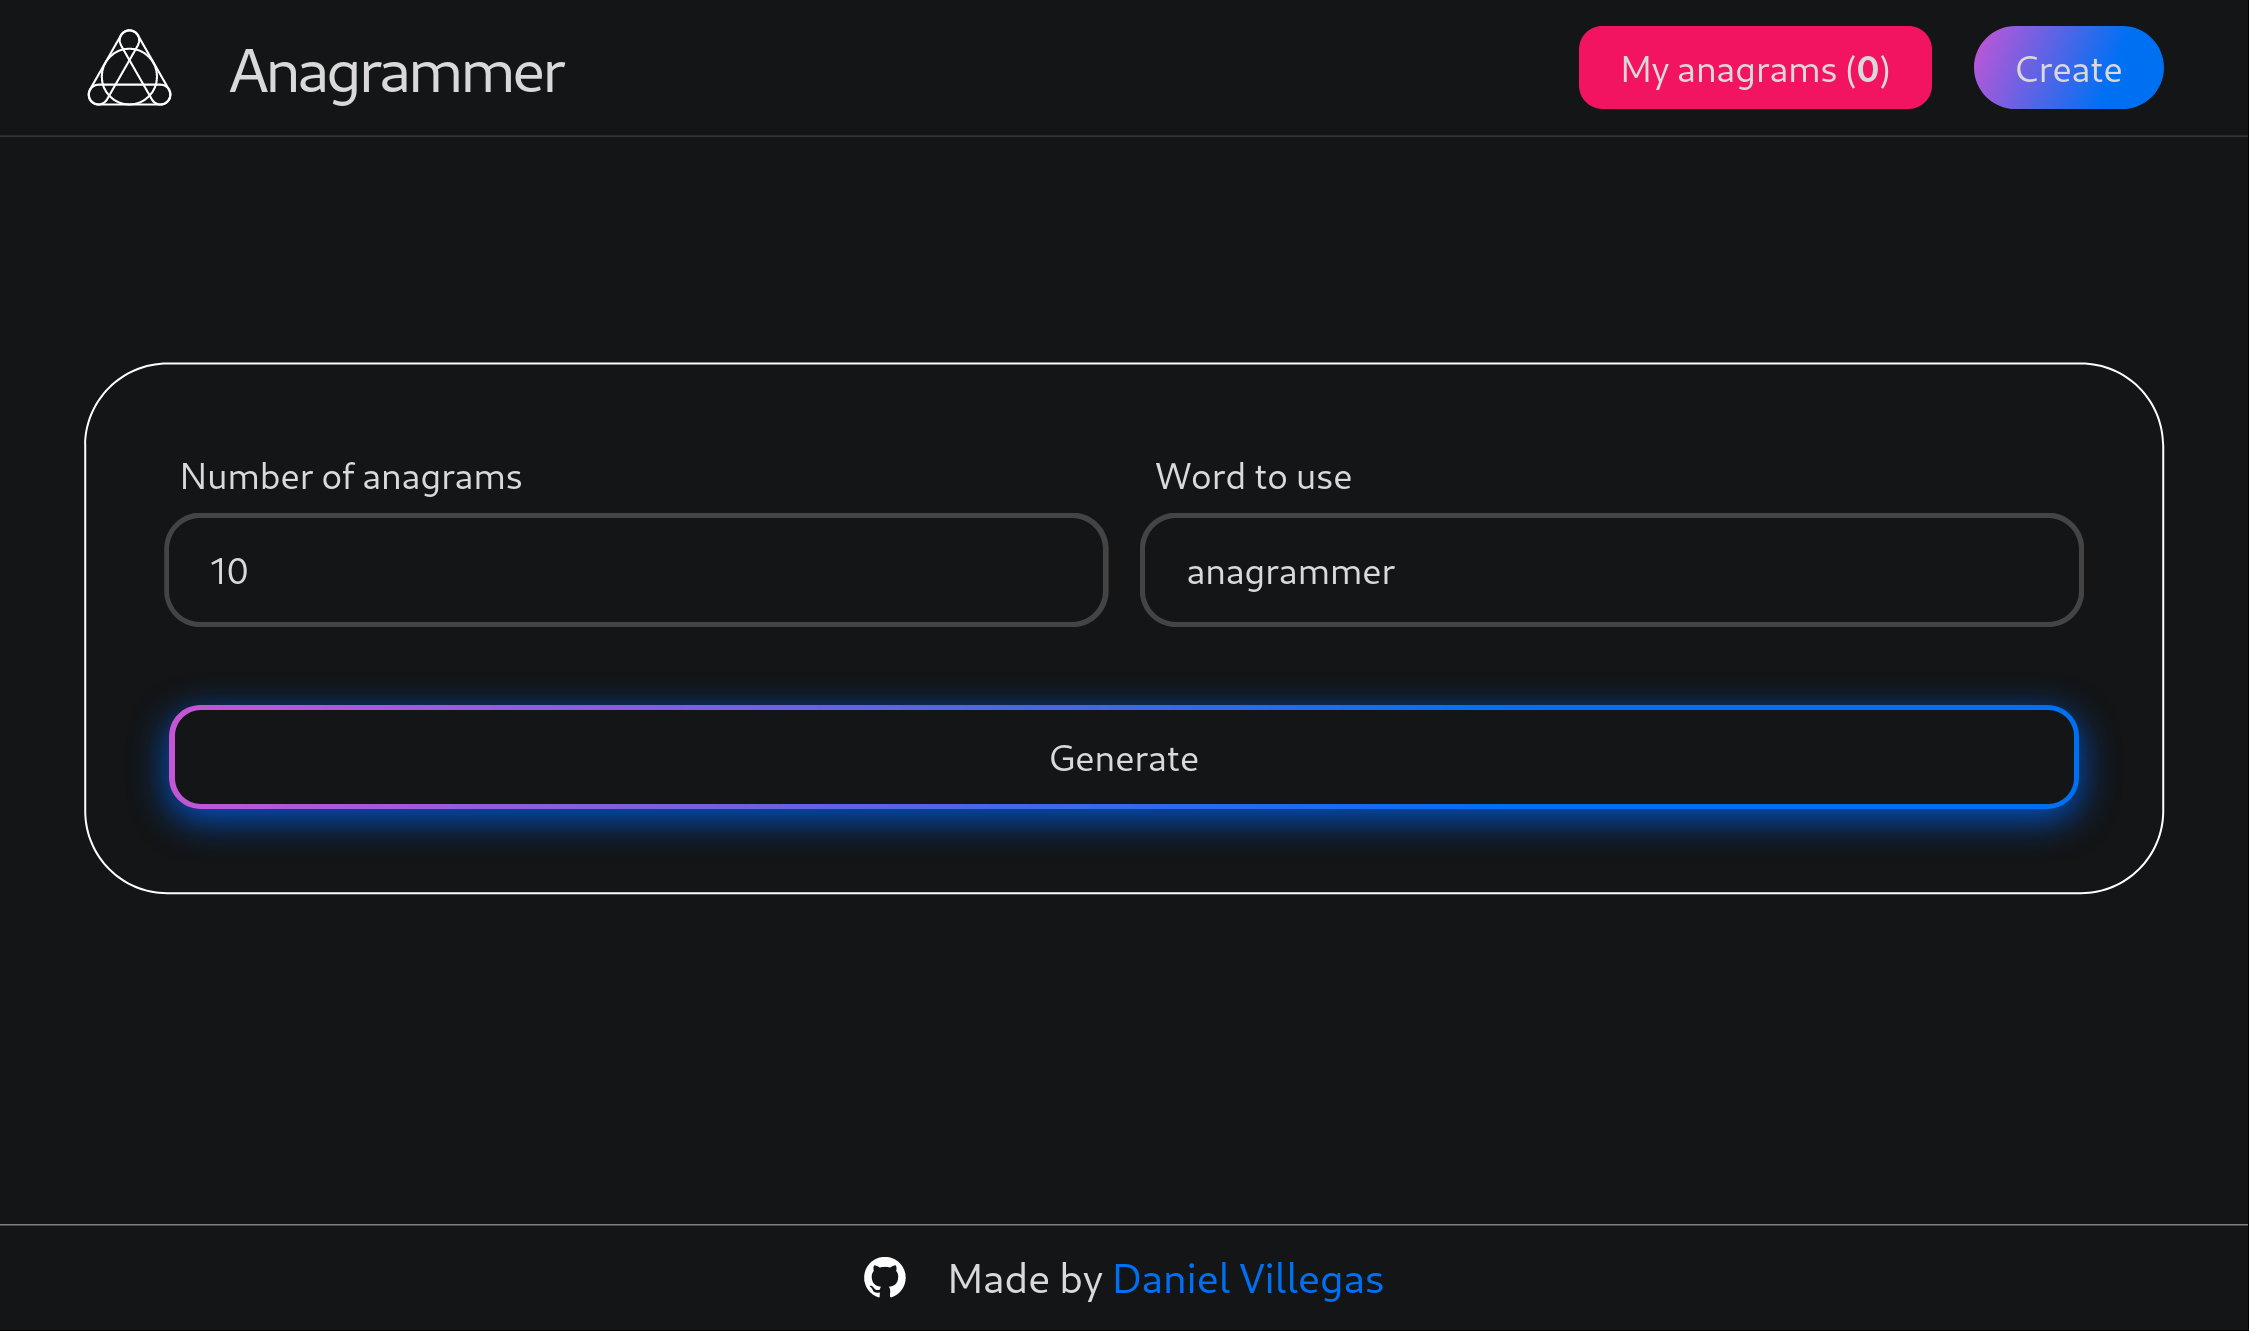 Anagrammer
My anagrams (0)
Create
Number of anagrams
Word to use
10
anagrammer
Generate
Made by Daniel Villegas